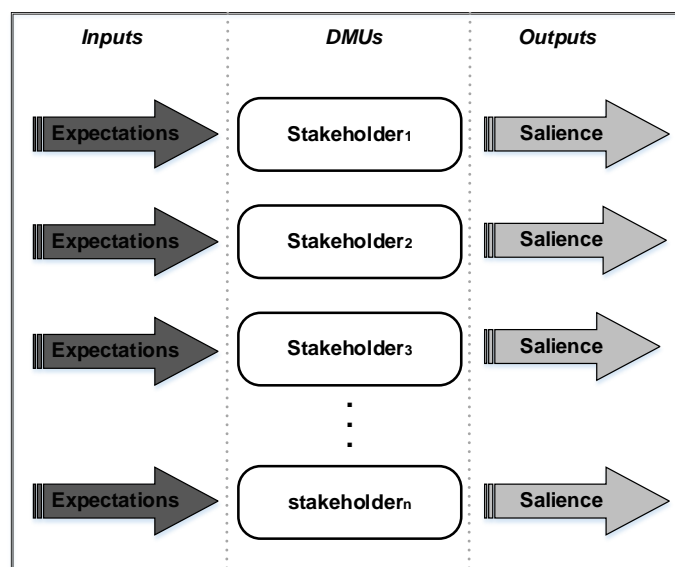 Inputs DMUs Outputs
Expectations Stakeholder1 Salience
Expectations Stakeholder2 Salience
Expectations Stakeholder3 Salience
.
.
.
Expectations stakeholdern Salience